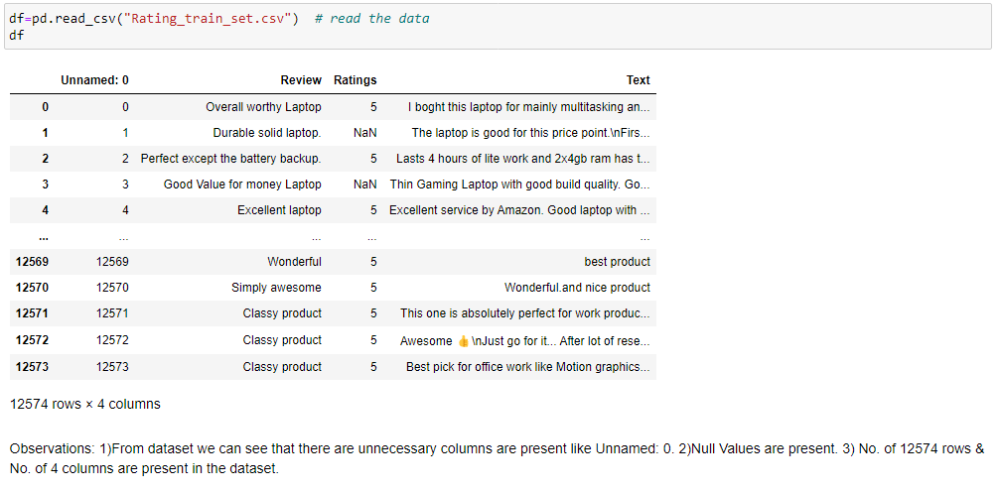 df=pd.read_csv("Rating_train_set.csv")  # read the data
df
Unnamed: 0 Review Ratings Text
0 0 Overall worthy Laptop 5 I boght this laptop for mainly multitasking an...
1 1 Durable solid laptop. NaN The laptop is good for this price point.\nFirs...
2 2 Perfect except the battery backup. 5 Lasts 4 hours of lite work and 2x4gb ram has t...
3 3 Good Value for money Laptop NaN Thin Gaming Laptop with good build quality. Go...
4 4 Excellent laptop 5 Excellent service by Amazon. Good laptop with ...
... ... ... ... ...
12569 12569 Wonderful 5 best product
12570 12570 Simply awesome 5 Wonderful.and nice product
12571 12571 Classy product 5 This one is absolutely perfect for work produc...
12572 12572 Classy product 5 Awesome 👍\nJust go for it... After lot of rese...
12573 12573 Classy product 5 Best pick for office work like Motion graphics...
12574 rows × 4 columns
Observations: 1)From dataset we can see that there are unnecessary columns are present like Unnamed: 0. 2)Null Values are present. 3) No. of 12574 rows &
No. of 4 columns are present in the dataset.